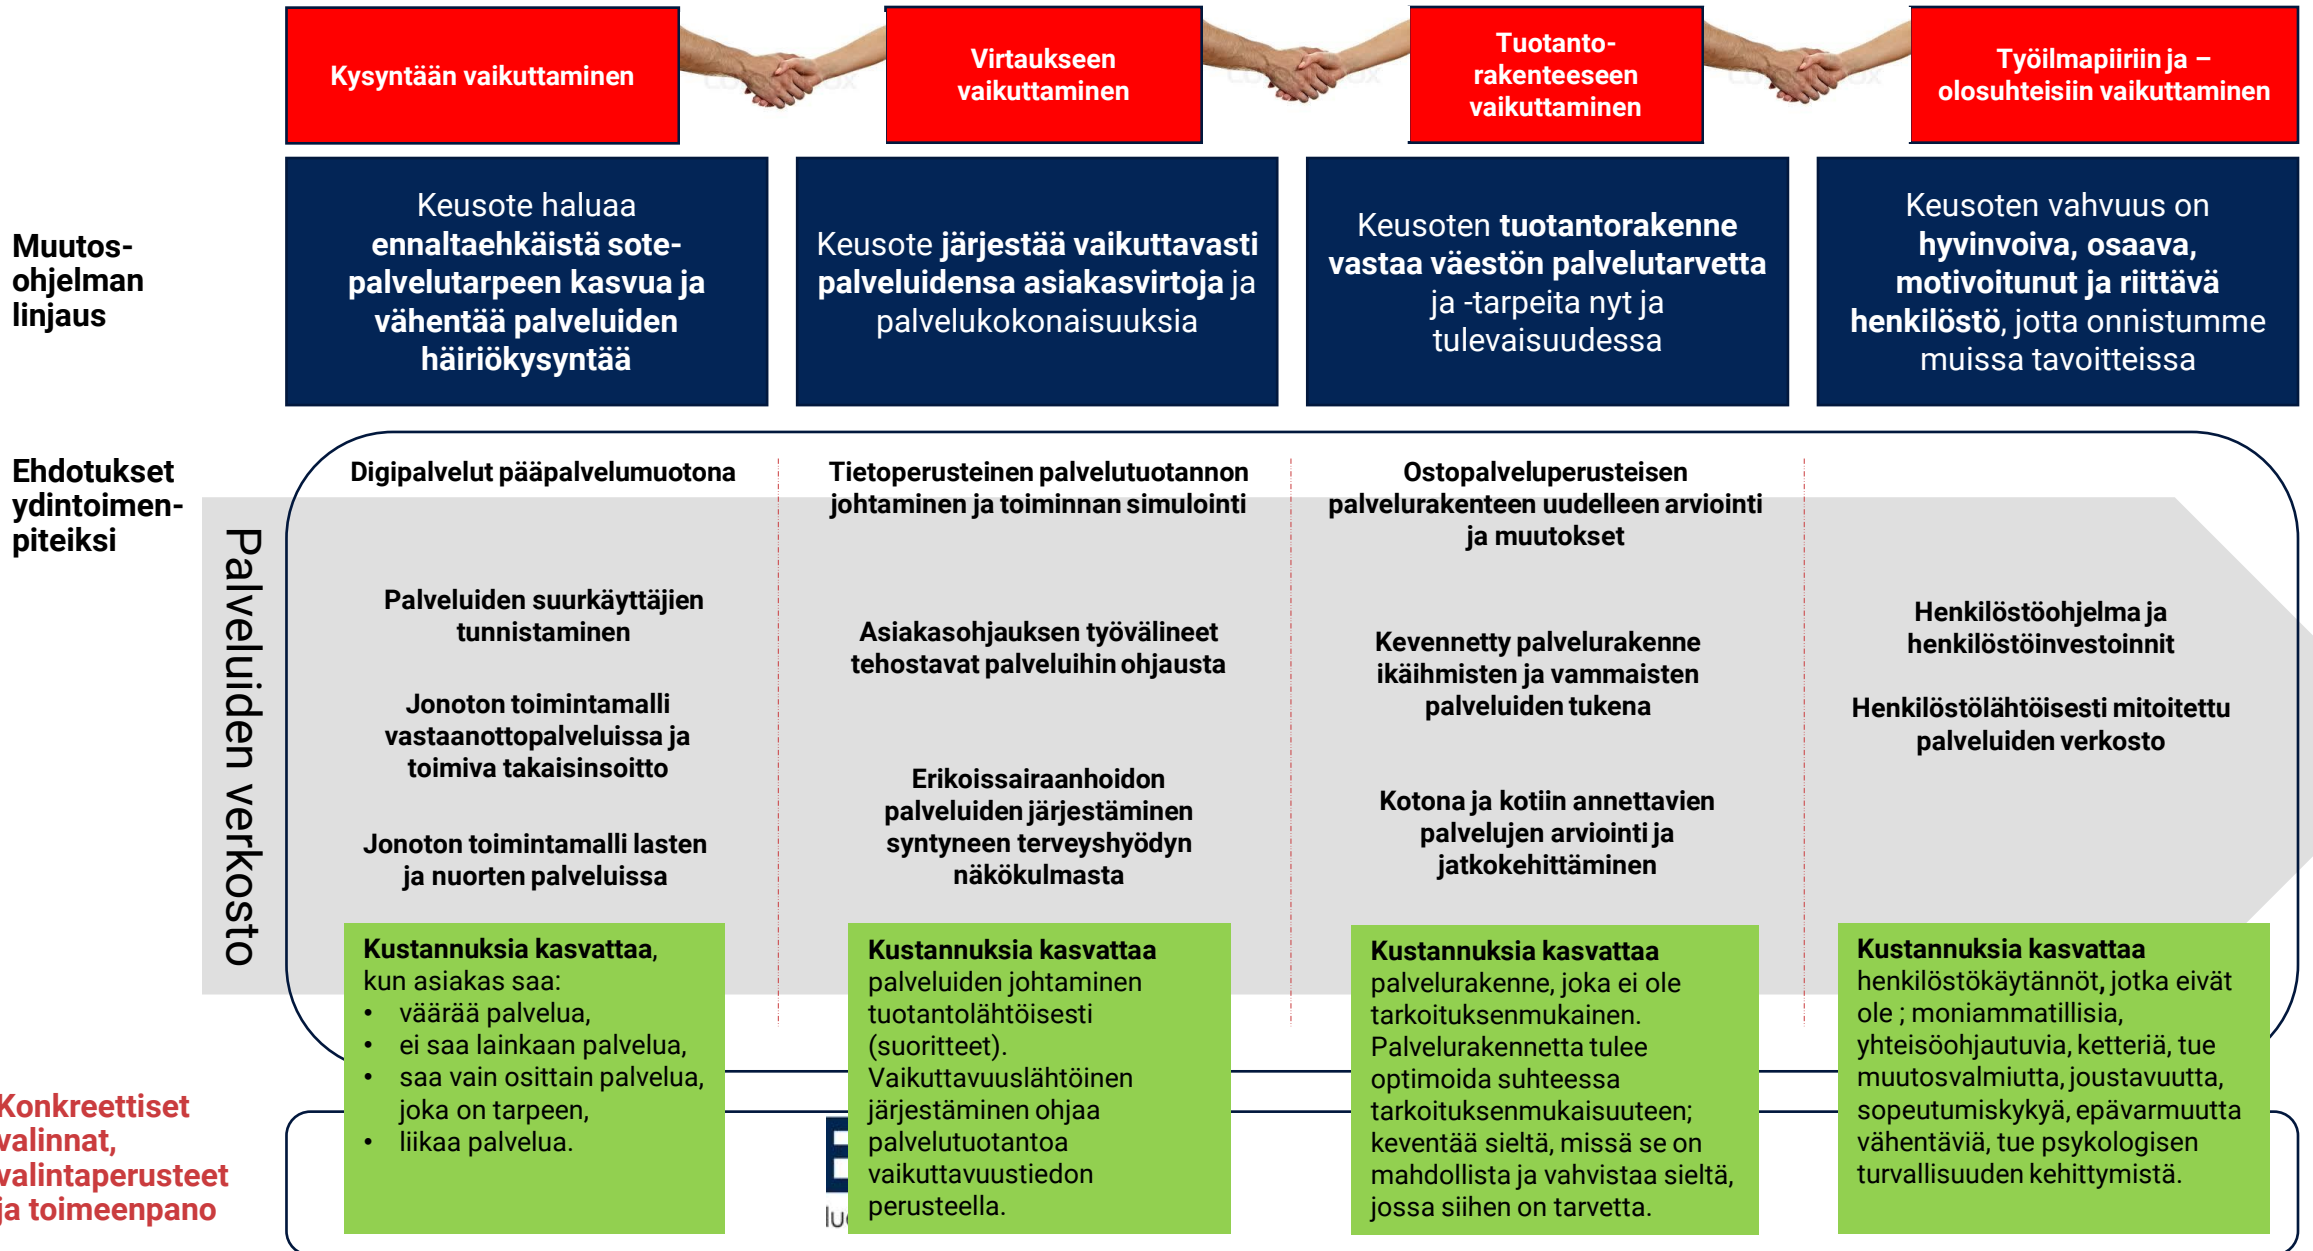 Kysyntään vaikuttaminen
Virtaukseen
vaikuttaminen
Tuotanto-
rakenteeseen
vaikuttaminen
Työilmapiiriin ja –
olosuhteisiin vaikuttaminen
Muutos-
ohjelman
linjaus
Keusote haluaa
ennaltaehkäistä sote-
palvelutarpeen kasvua ja
vähentää palveluiden
häiriökysyntää
Keusote järjestää vaikuttavasti
palveluidensa asiakasvirtoja ja
palvelukokonaisuuksia
Keusoten tuotantorakenne
vastaa väestön palvelutarvetta
ja -tarpeita nyt ja
tulevaisuudessa
Keusoten vahvuus on
hyvinvoiva, osaava,
motivoitunut ja riittävä
henkilöstö, jotta onnistumme
muissa tavoitteissa
Ehdotukset
ydintoimen-
piteiksi
Palveluiden verkosto
Digipalvelut pääpalvelumuotona
Palveluiden suurkäyttäjien
tunnistaminen
Jonoton toimintamalli
vastaanottopalveluissa ja
toimiva takaisinsoitto
Jonoton toimintamalli lasten
ja nuorten palveluissa
Tietoperusteinen palvelutuotannon
johtaminen ja toiminnan simulointi
Asiakasohjauksen työvälineet
tehostavat palveluihin ohjausta
Erikoissairaanhoidon
palveluiden järjestäminen
syntyneen terveyshyödyn
näkökulmasta
Ostopalveluperusteisen
palvelurakenteen uudelleen arviointi
ja muutokset
Kevennetty palvelurakenne
ikäihmisten ja vammaisten
palveluiden tukena
Kotona ja kotiin annettavien
palvelujen arviointi ja
jatkokehittäminen
Henkilöstöohjelma ja
henkilöstöinvestoinnit
Henkilöstölähtöisesti mitoitettu
palveluiden verkosto
Kustannuksia kasvattaa,
kun asiakas saa:
• väärää palvelua,
• ei saa lainkaan palvelua,
• saa vain osittain palvelua,
joka on tarpeen,
• liikaa palvelua.
Kustannuksia kasvattaa
palveluiden johtaminen
tuotantolähtöisesti
(suoritteet).
Vaikuttavuuslähtöinen
järjestäminen ohjaa
palvelutuotantoa
vaikuttavuustiedon
perusteella.
Kustannuksia kasvattaa
palvelurakenne, joka ei ole
tarkoituksenmukainen.
Palvelurakennetta tulee
optimoida suhteessa
tarkoituksenmukaisuuteen;
keventää sieltä, missä se on
mahdollista ja vahvistaa sieltä,
jossa siihen on tarvetta.
Kustannuksia kasvattaa
henkilöstökäytännöt, jotka eivät
ole ; moniammatillisia,
yhteisöohjautuvia, ketteriä, tue
muutosvalmiutta, joustavuutta,
sopeutumiskykyä, epävarmuutta
vähentäviä, tue psykologisen
turvallisuuden kehittymistä.
Konkreettiset
valinnat,
valintaperusteet
ja toimeenpano